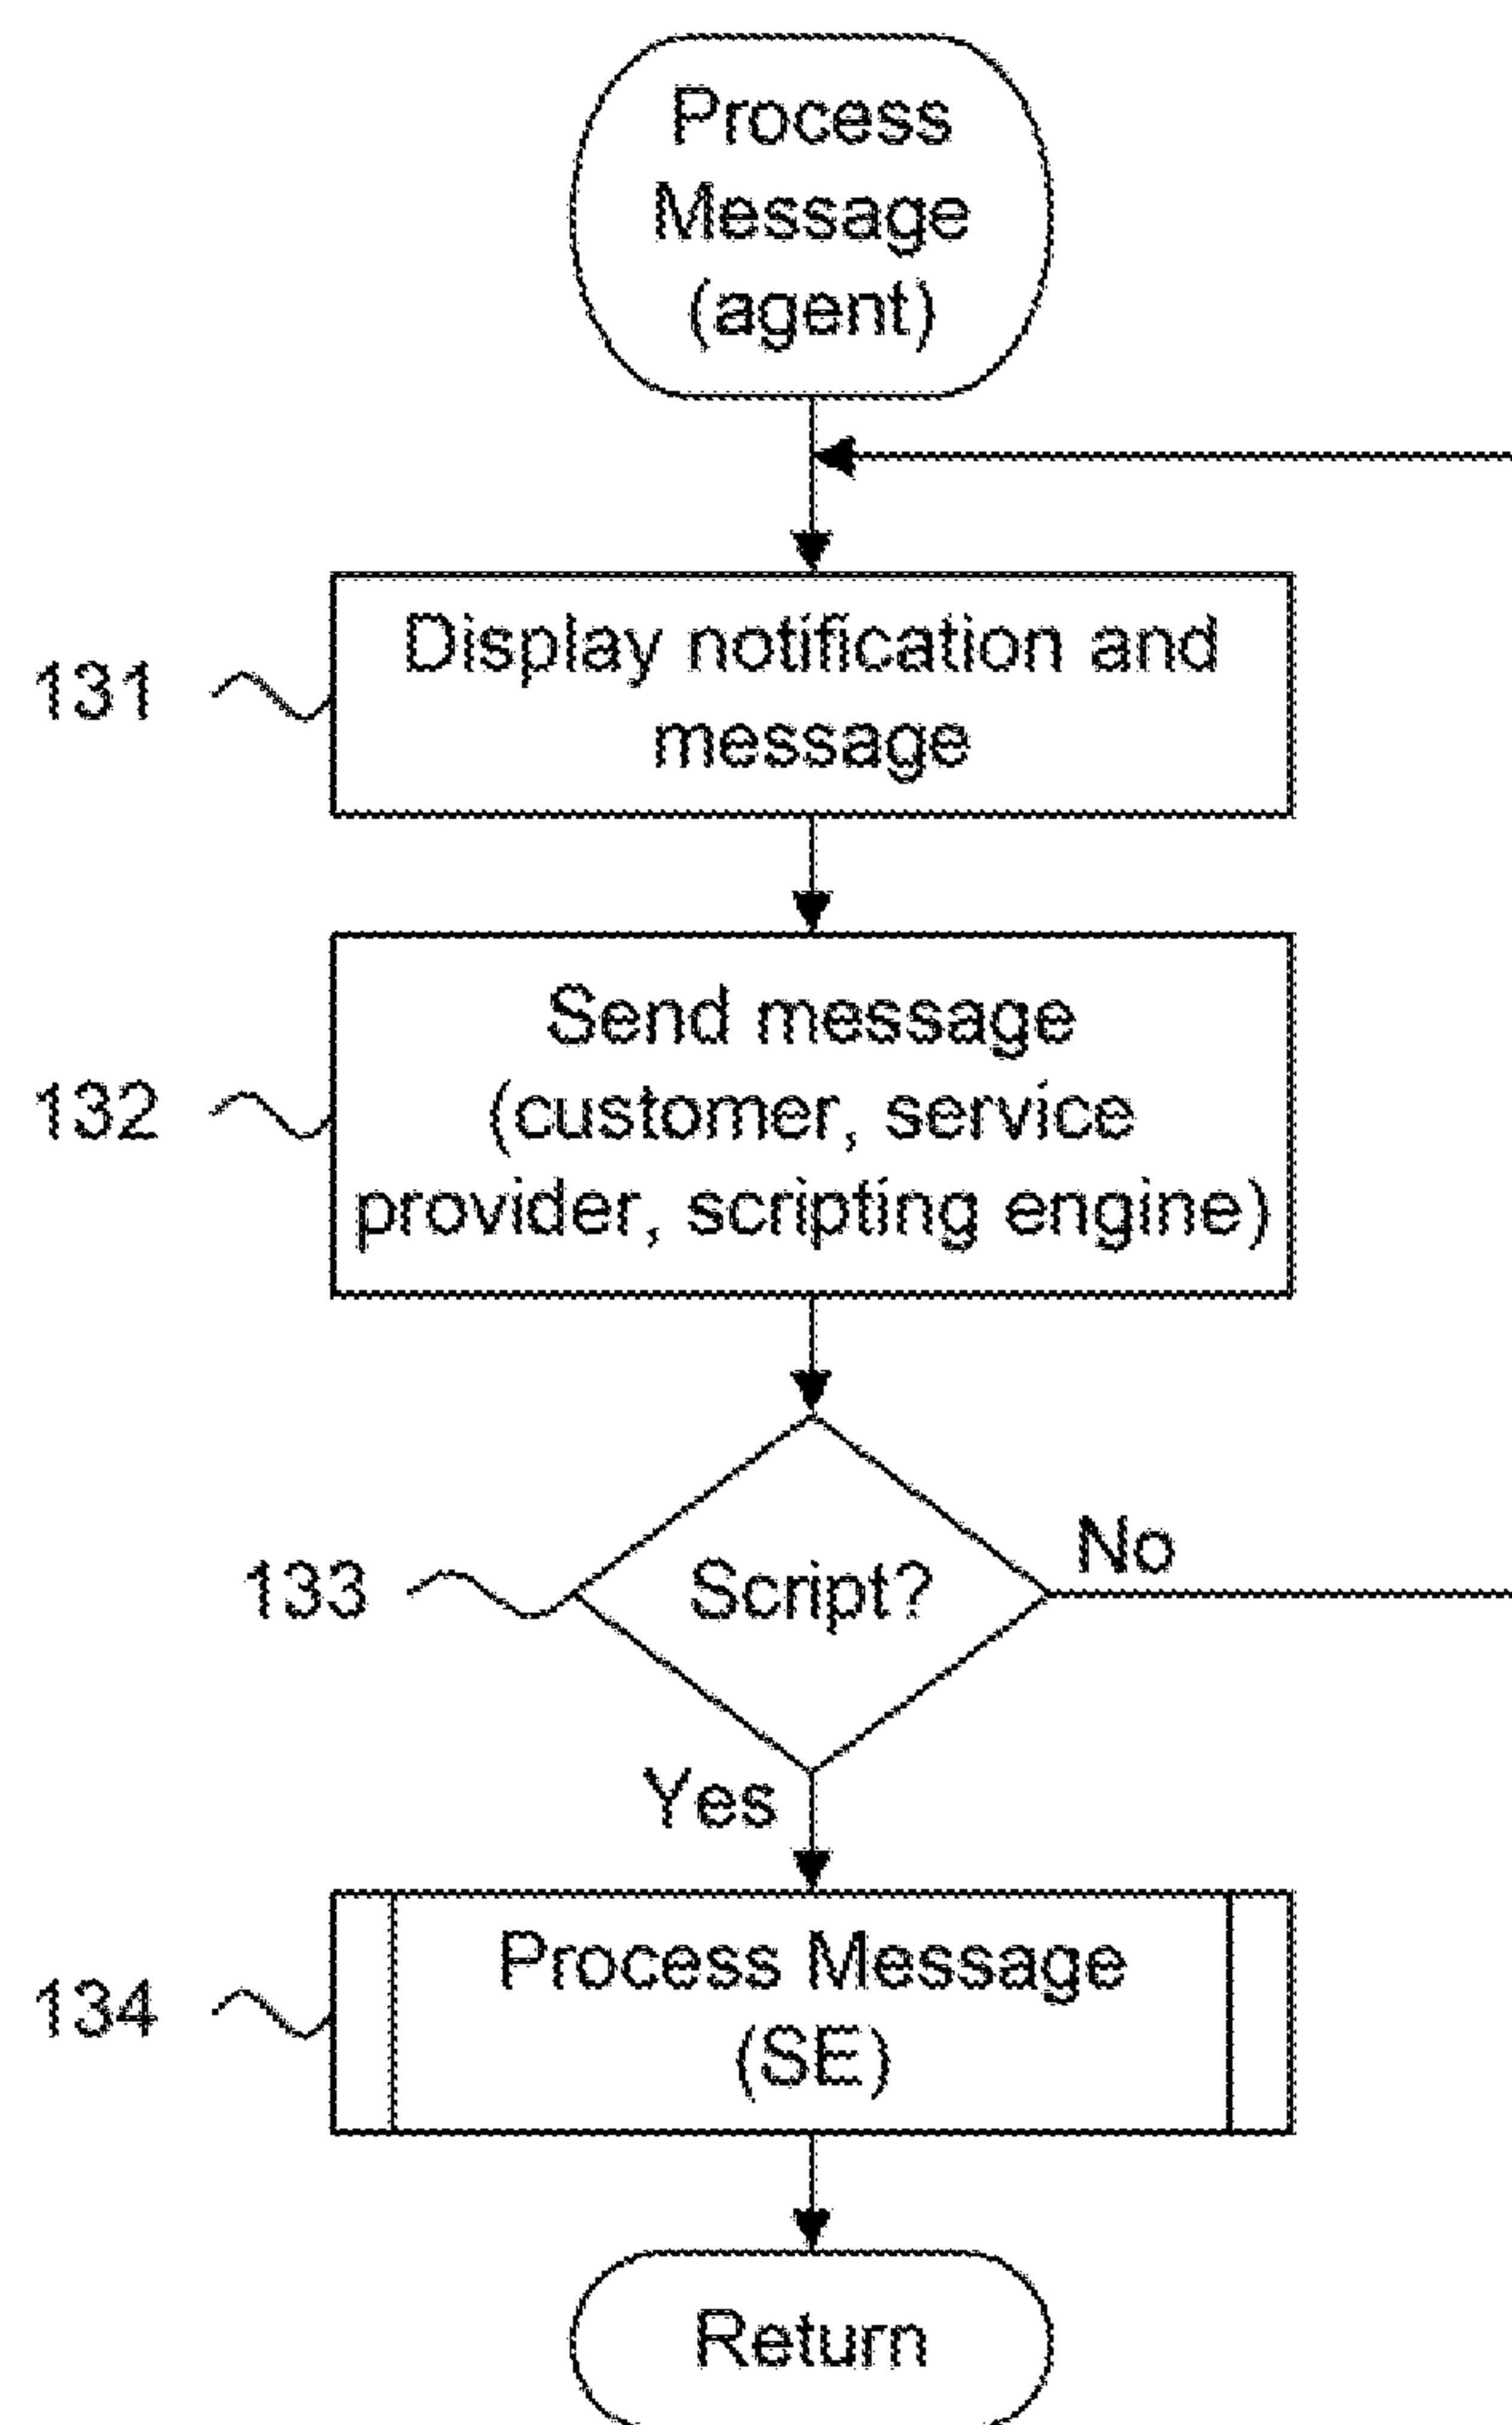 Process
Message
(agent)
131
Display notification and
message
132
Send message
(customer, service
provider, scripting engine)
133
Script?
No
Yes
134
Process Message
(SE)
Return